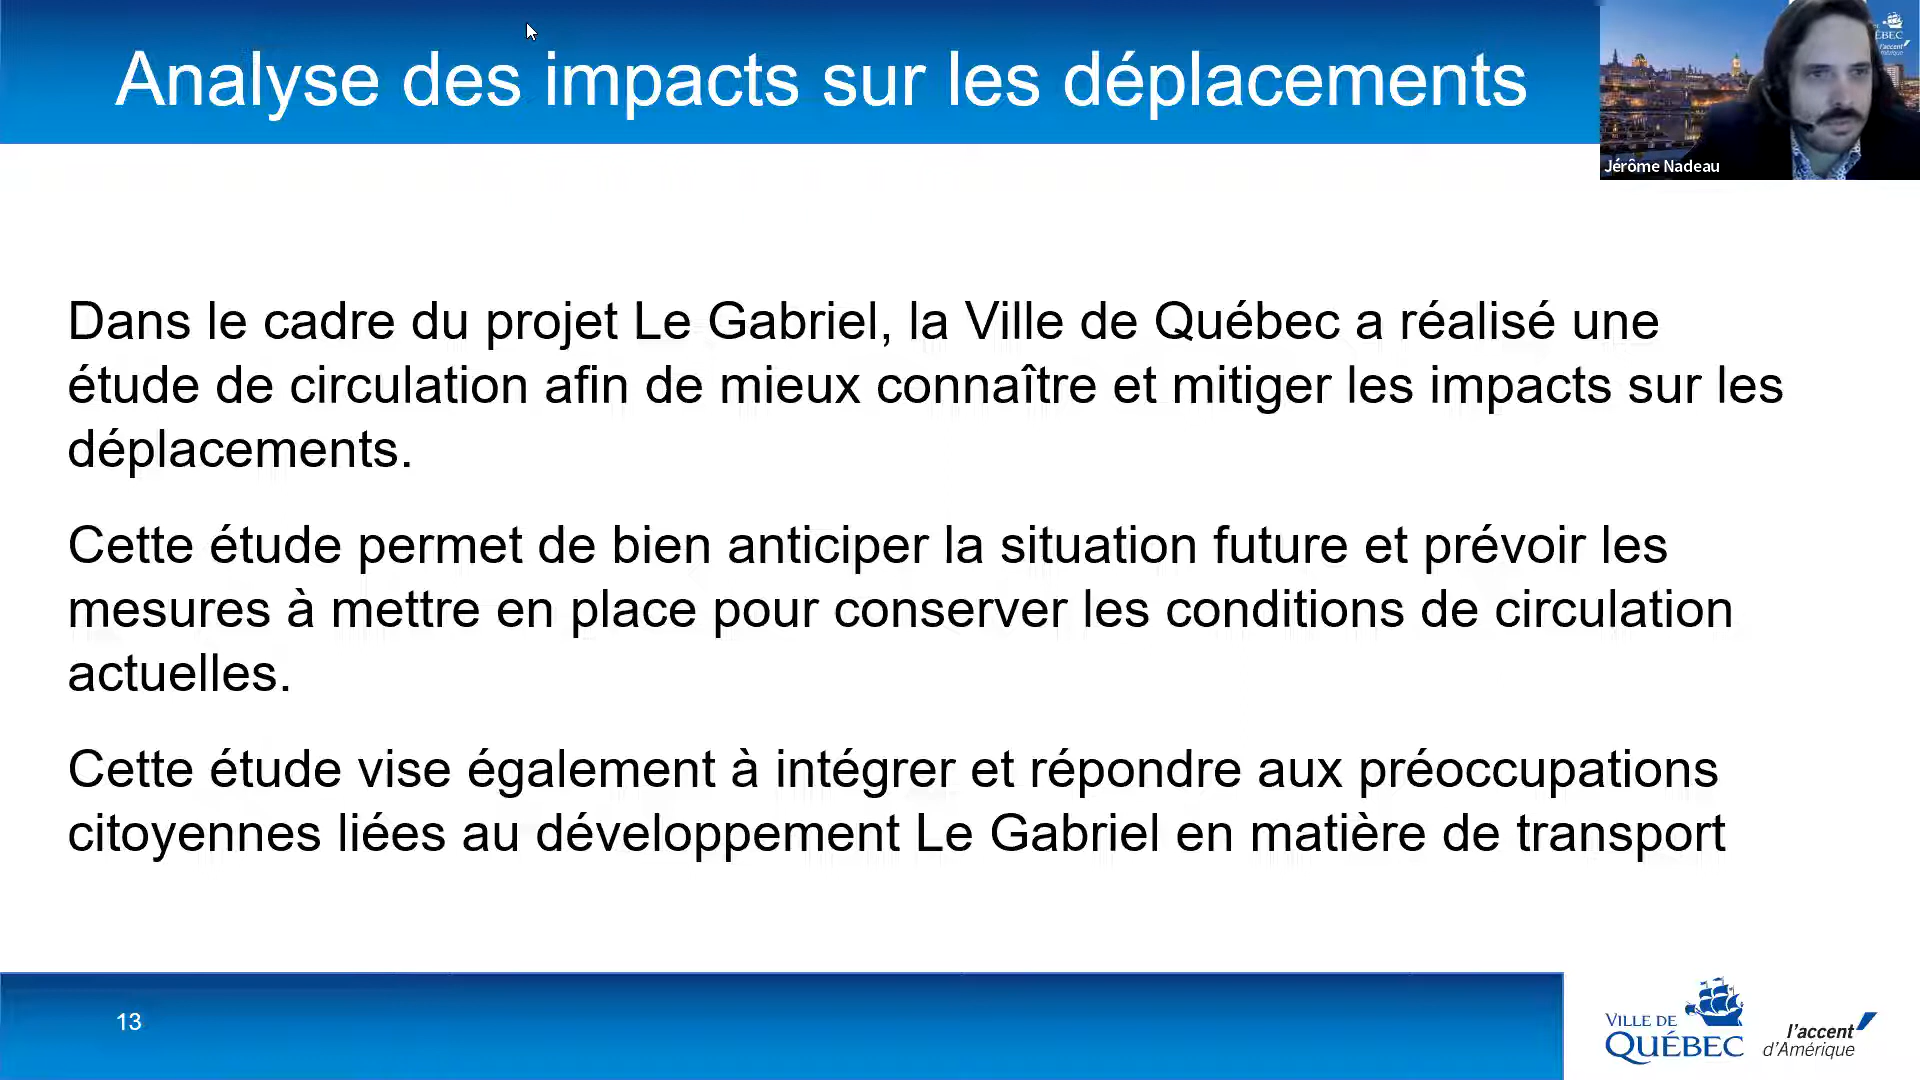 Analyse des impacts sur les déplacements
Jérôme Nadeau
Dans le cadre du projet Le Gabriel, la Ville de Québec a réalisé une
étude de circulation afin de mieux connaître et mitiger les impacts sur les
déplacements.
Cette étude permet de bien anticiper la situation future et prévoir les
mesures à mettre en place pour conserver les conditions de circulation
actuelles.
Cette étude vise également à intégrer et répondre aux préoccupations
citoyennes liées au développement Le Gabriel en matière de transport
13
VILLE DE
QUÉBEC
l'accent
d'Amérique